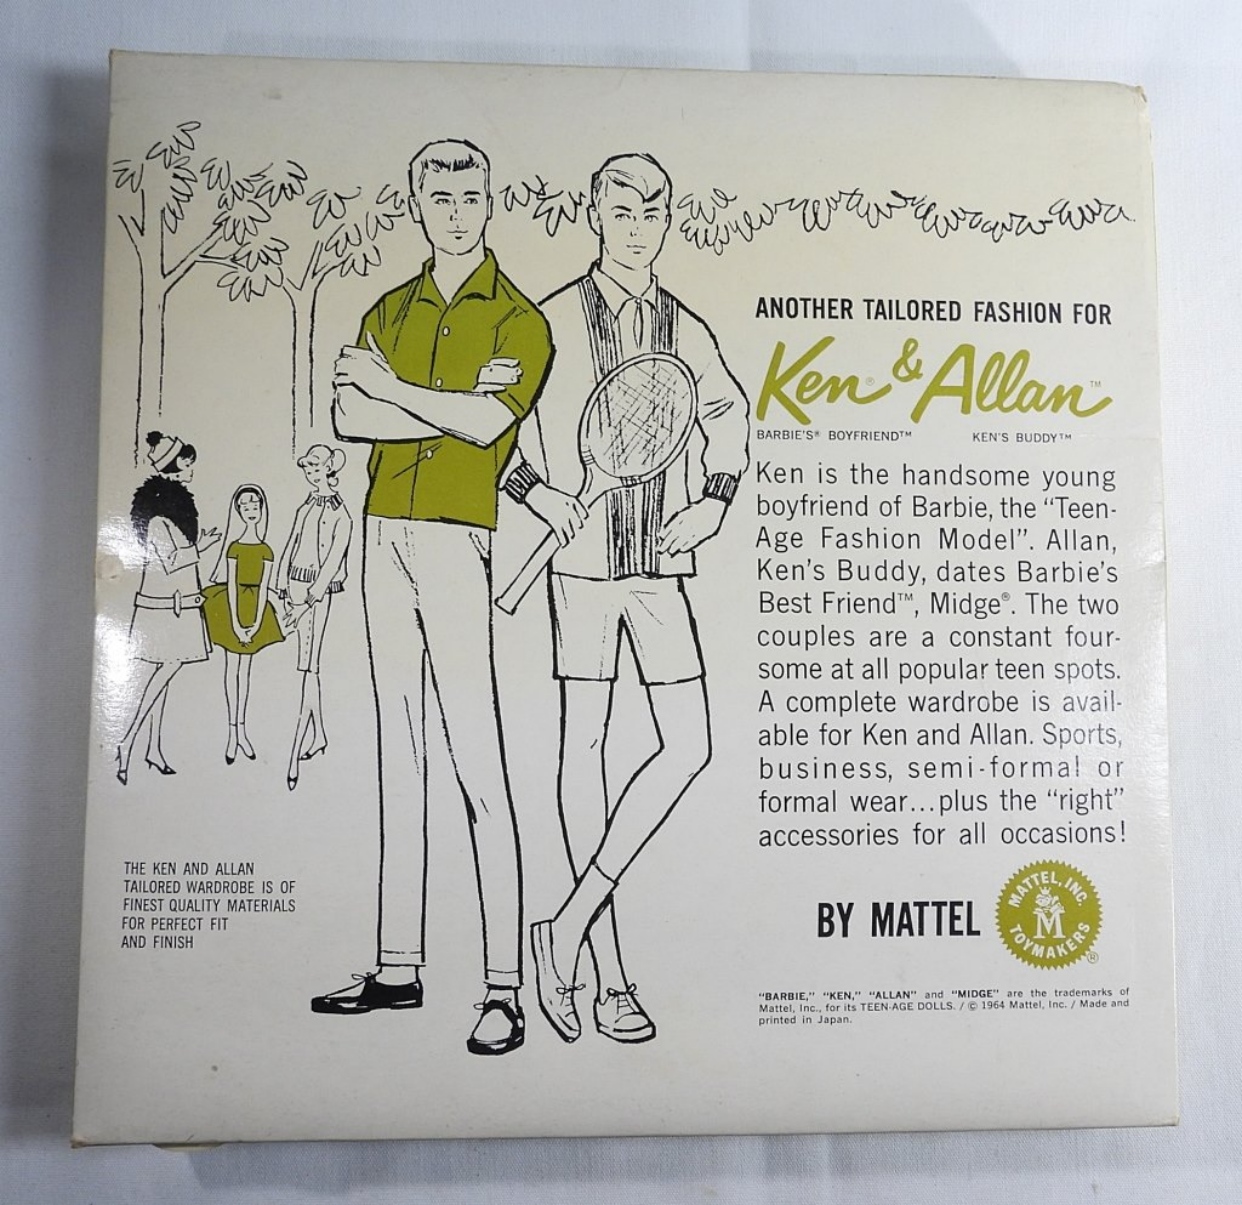 ANOTHER TAILORED FASHION FOR
Ken® & Allan™
BARBIE'S® BOYFRIEND™ KEN'S BUDDY™
Ken is the handsome young
boyfriend of Barbie, the “Teen-
Age Fashion Model”. Allan,
Ken's Buddy, dates Barbie's
Best Friend™, Midge®. The two
couples are a constant four-
some at all popular teen spots.
A complete wardrobe is avail-
able for Ken and Allan. Sports,
business, semi-formal or
formal wear...plus the “right”
accessories for all occasions!
THE KEN AND ALLAN
TAILORED WARDROBE IS OF
FINEST QUALITY MATERIALS
FOR PERFECT FIT
AND FINISH
BY MATTEL
MATTEL, INC.
M
TOYMAKERS
®
“BARBIE,” “KEN,” “ALLAN” and “MIDGE” are the trademarks of
Mattel, Inc., for its TEEN-AGE DOLLS. / © 1964 Mattel, Inc. / Made and
printed in Japan.